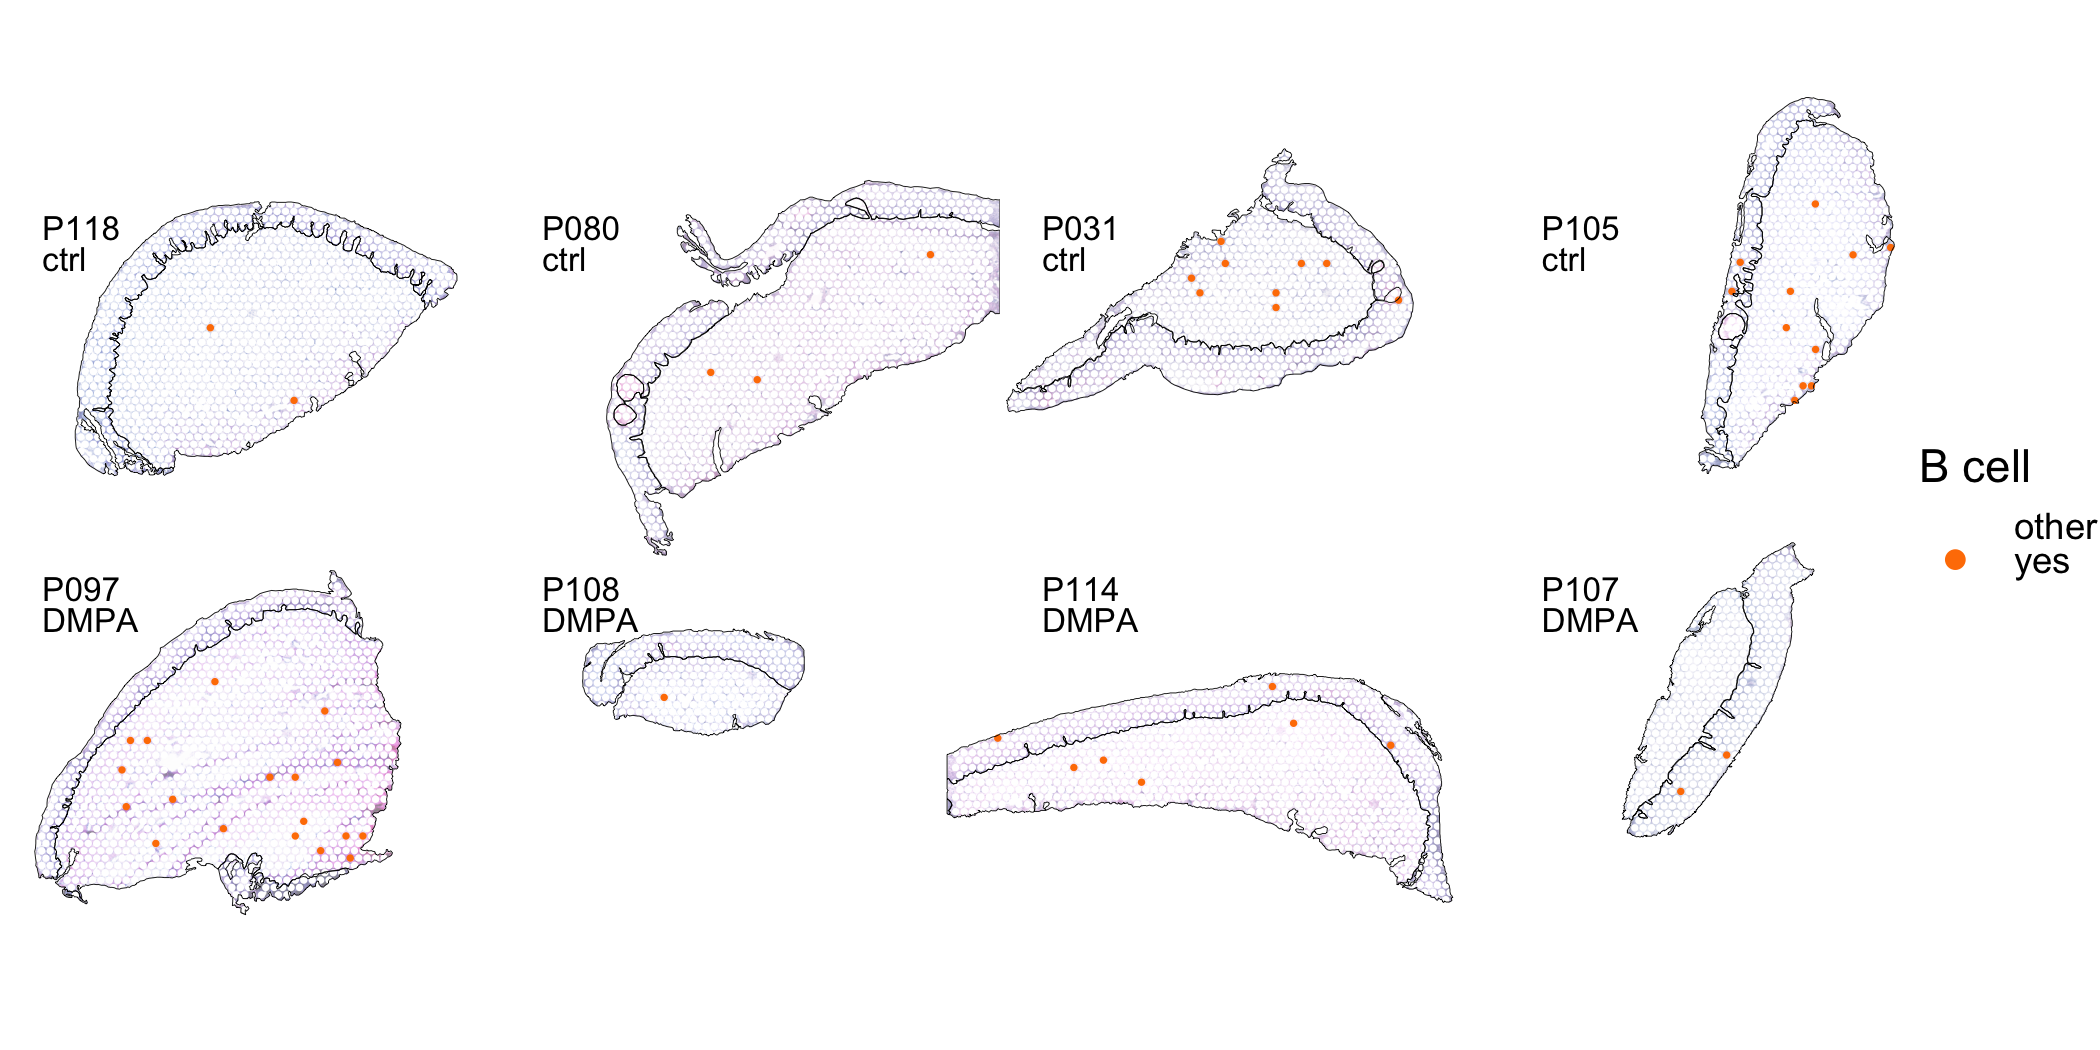 P118
ctrl
P080
ctrl
P031
ctrl
P105
ctrl
B cell
other
yes
P097
DMPA
P108
DMPA
P114
DMPA
P107
DMPA